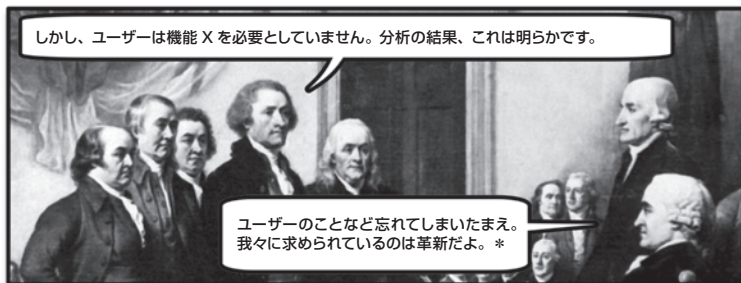 しかし、ユーザーは機能 X を必要としていません。分析の結果、これは明らかです。
ユーザーのことなど忘れてしまいたまえ。
我々に求められているのは革新だよ。＊